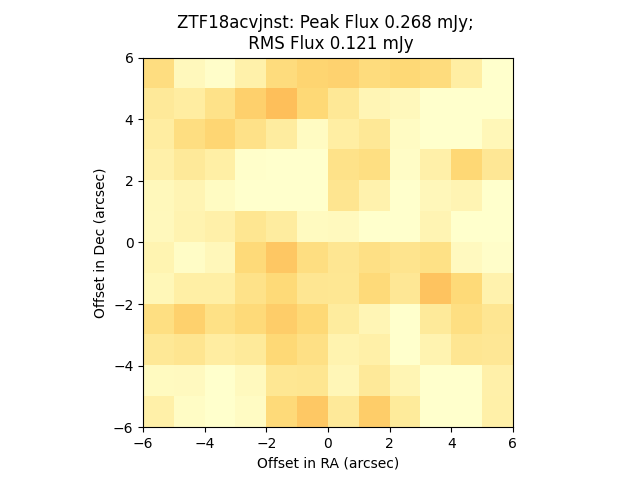 ZTF18acvjnst: Peak Flux 0.268 mJy;
RMS Flux 0.121 mJy
6
4
2
0
−2
−4
−6
Offset in Dec (arcsec)
−6 −4 −2 0 2 4 6
Offset in RA (arcsec)